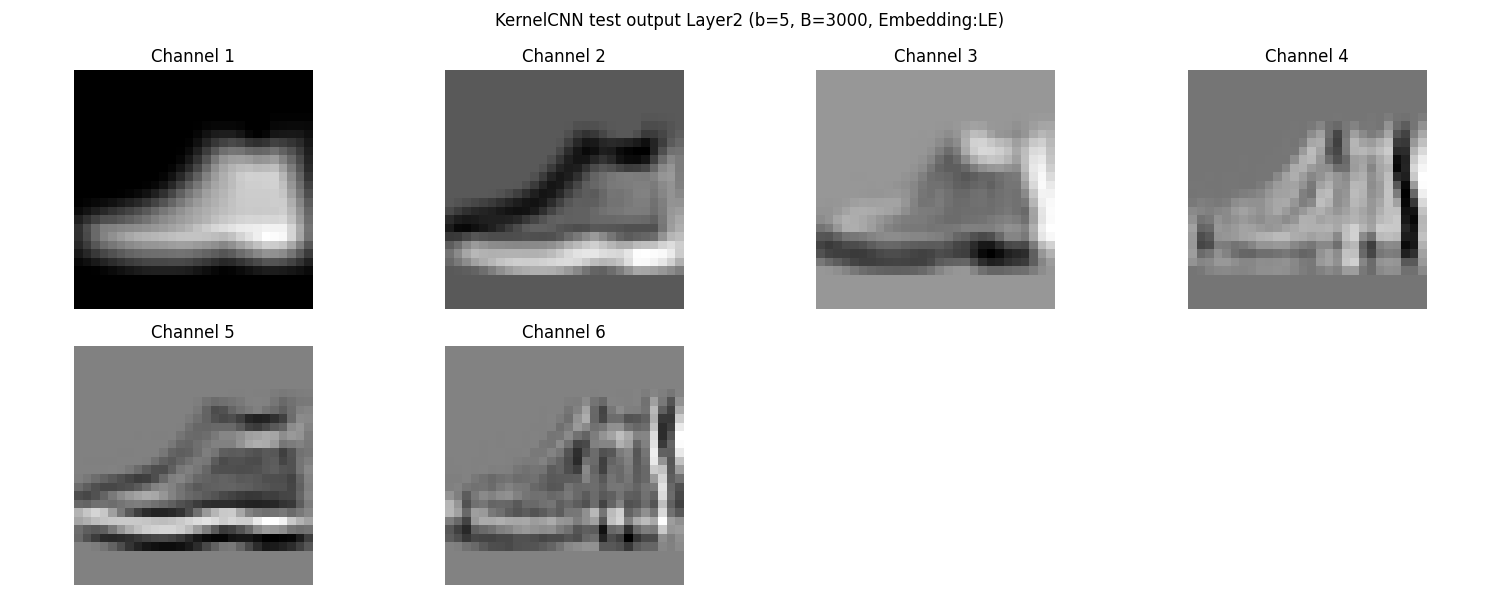 KernelCNN test output Layer2 (b=5, B=3000, Embedding:LE)
Channel 1
Channel 2
Channel 3
Channel 4
Channel 5
Channel 6